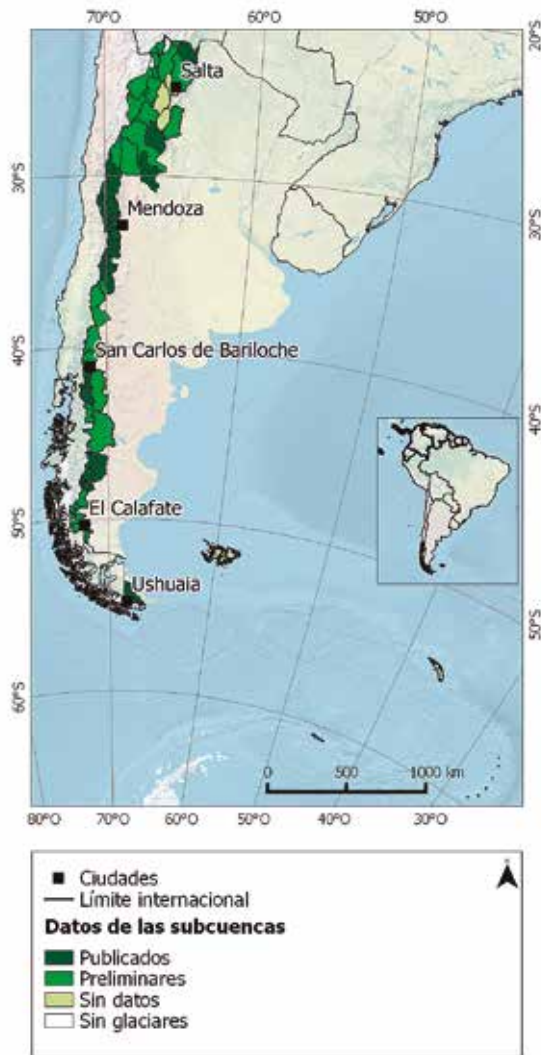 70°O
60°O
50°O
20°S
20°S
Salta
30°S
Mendoza
30°S
San Carlos de Bariloche
40°S
40°S
El Calafate
50°S
Ushuaia
50°S
60°S
0 500 1000 km
80°O 70°O 60°O 50°O 40°O 30°O
Ciudades
Límite internacional
Datos de las subcuencas
Publicados
Preliminares
Sin datos
Sin glaciares